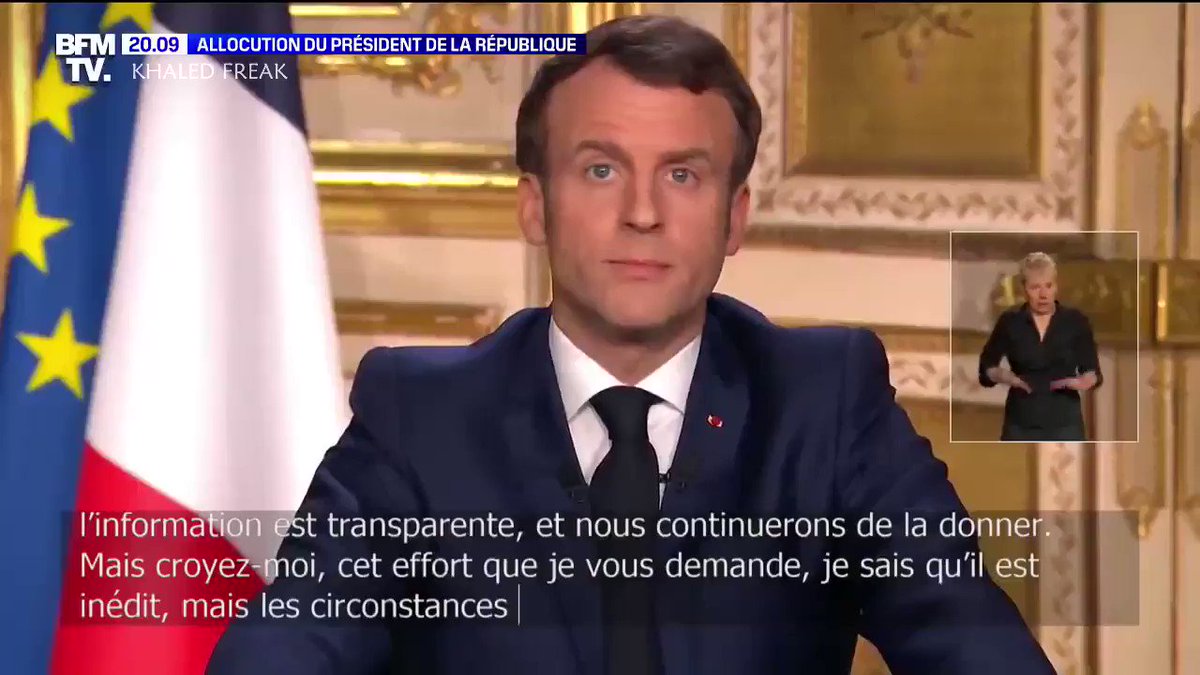 BFM 20.09 ALLOCUTION DU PRÉSIDENT DE LA RÉPUBLIQUE
TV. KHALED FREAK
l'information est transparente, et nous continuerons de la donner.
Mais croyez-moi, cet effort que je vous demande, je sais qu'il est
inédit, mais les circonstances